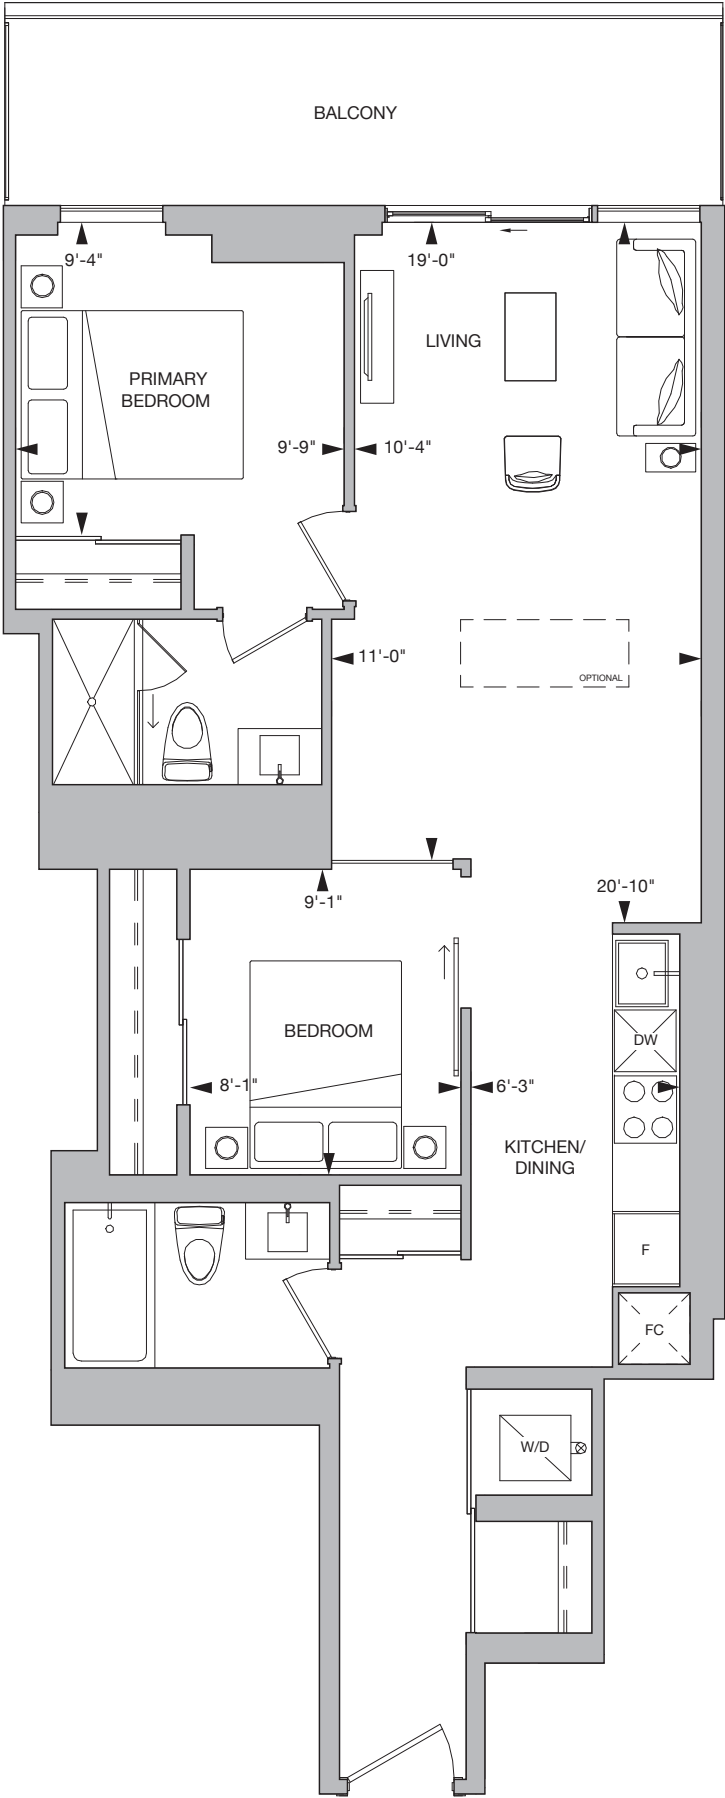 BALCONY
9'-4"
19'-0"
LIVING
PRIMARY
BEDROOM
9'-9"
10'-4"
11'-0"
OPTIONAL
20'-10"
9'-1"
BEDROOM
DW
8'-1"
6'-3"
KITCHEN/
DINING
F
FC
W/D